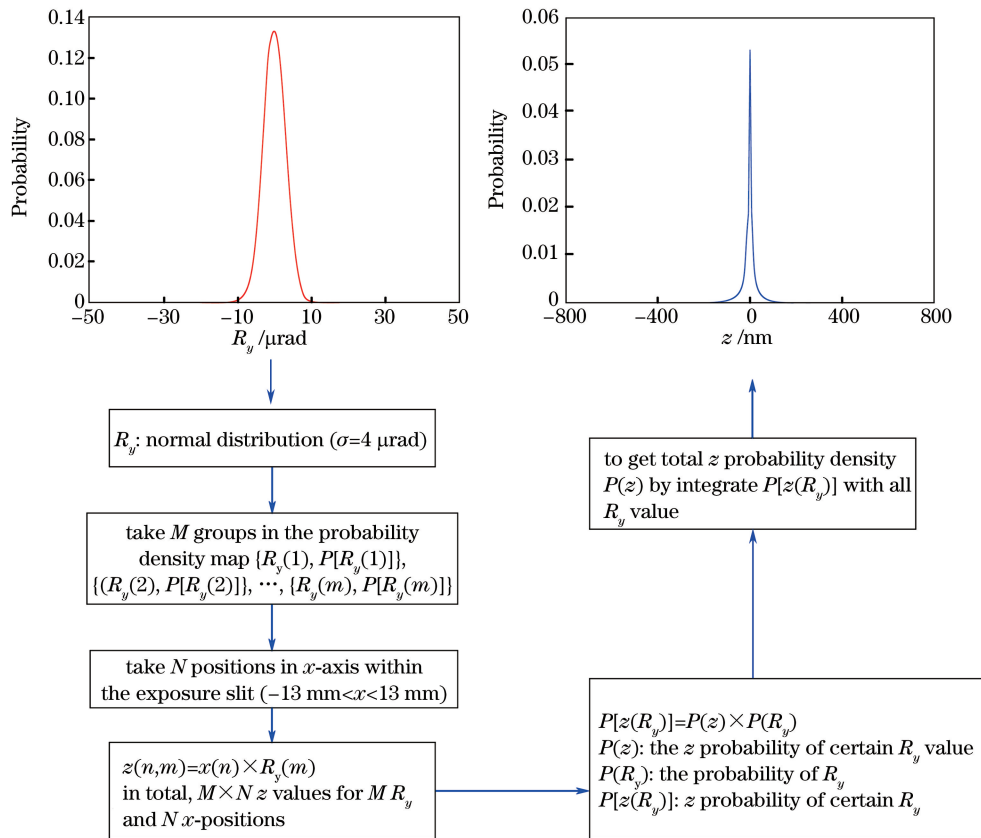 0.14
0.12
0.10
0.08
0.06
0.04
0.02
0
Probability
−50
−30
−10
10
30
50
R_y /μrad
0.06
0.05
0.04
0.03
0.02
0.01
0
Probability
−800
−400
0
400
800
z /nm
R_y: normal distribution (σ=4 μrad)
take M groups in the probability
density map {R_y(1), P[R_y(1)]},
{(R_y(2), P[R_y(2)]}, ⋯, {R_y(m), P[R_y(m)]}
take N positions in x-axis within
the exposure slit (−13 mm<x<13 mm)
z(n,m)=x(n)×R_y(m)
in total, M×N z values for M R_y
and N x-positions
P[z(R_y)]=P(z)×P(R_y)
P(z): the z probability of certain R_y value
P(R_y): the probability of R_y
P[z(R_y)]: z probability of certain R_y
to get total z probability density
P(z) by integrate P[z(R_y)] with all
R_y value